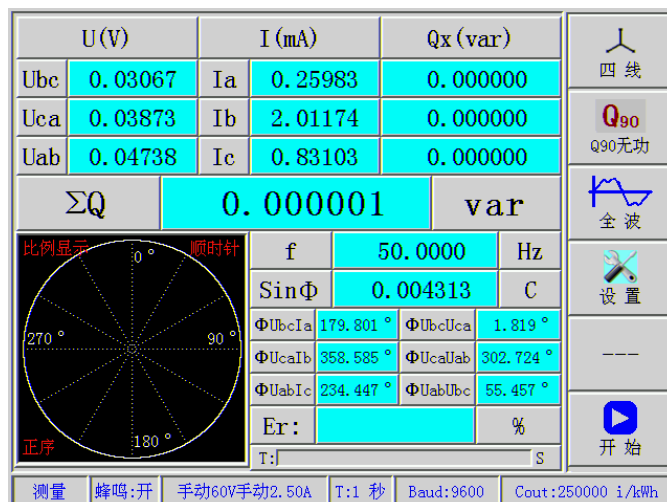 U(V) I(mA) Qx(var)
Ubc 0.03067 Ia 0.25983 0.000000
Uca 0.03873 Ib 2.01174 0.000000
Uab 0.04738 Ic 0.83103 0.000000
ΣQ 0.000001 var
比例显示 顺时针
0°
270° 90°
180°
正序
f 50.0000 Hz
SinΦ 0.004313 C
ΦUbcIa 179.801° ΦUbcUca 1.819°
ΦUcaIb 358.585° ΦUcaUab 302.724°
ΦUabIc 234.447° ΦUabUbc 55.457°
Er: %
T: S
四 线
Q90
Q90无功
全 波
设 置
---
开 始
测量 蜂鸣:开 手动60V手动2.50A T:1 秒 Baud:9600 Cout:250000 i/kWh